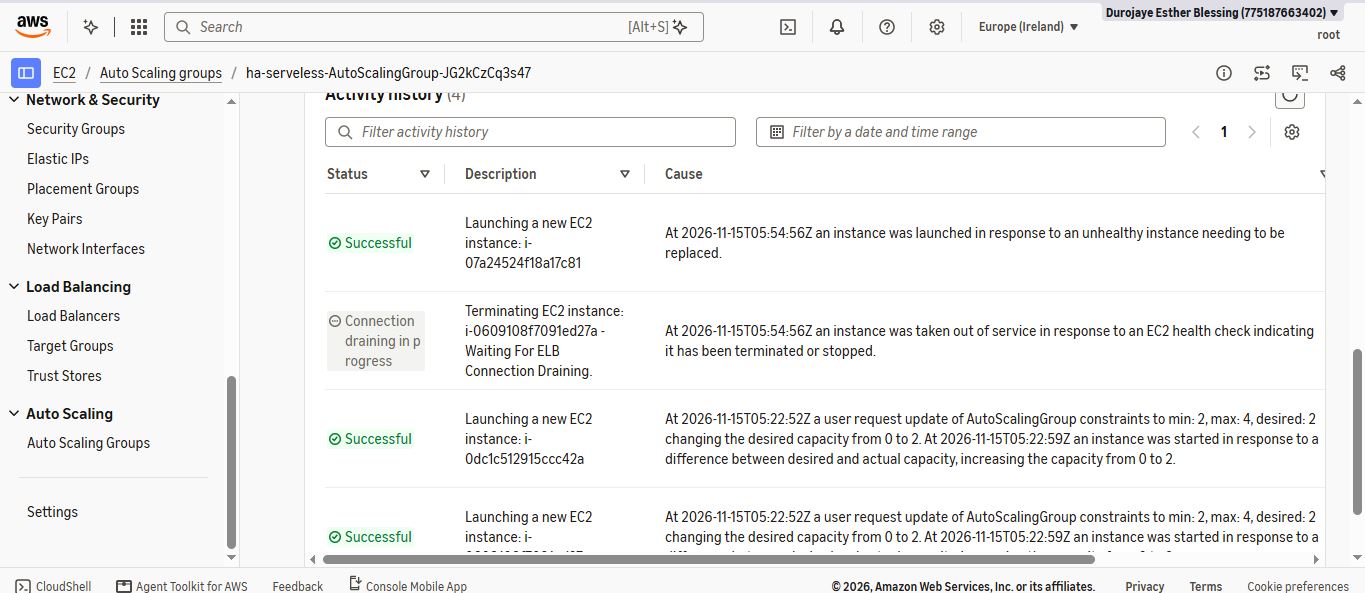 aws
Search
[Alt+S]
Europe (Ireland) ▼
Durojaye Esther Blessing (775187663402) ▼
root
EC2 / Auto Scaling groups / ha-serveless-AutoScalingGroup-JG2kCzCq3s47
Network & Security
Security Groups
Elastic IPs
Placement Groups
Key Pairs
Network Interfaces
Load Balancing
Load Balancers
Target Groups
Trust Stores
Auto Scaling
Auto Scaling Groups
Settings
Activity history (4)
Filter activity history
Filter by a date and time range
1
Status
Description
Cause
Successful
Launching a new EC2
instance: i-
07a24524f18a17c81
At 2026-11-15T05:54:56Z an instance was launched in response to an unhealthy instance needing to be
replaced.
Connection
draining in p
rogress
Terminating EC2 instance:
i-0609108f7091ed27a -
Waiting For ELB
Connection Draining.
At 2026-11-15T05:54:56Z an instance was taken out of service in response to an EC2 health check indicating
it has been terminated or stopped.
Successful
Launching a new EC2
instance: i-
0dc1c512915ccc42a
At 2026-11-15T05:22:52Z a user request update of AutoScalingGroup constraints to min: 2, max: 4, desired: 2
changing the desired capacity from 0 to 2. At 2026-11-15T05:22:59Z an instance was started in response to a
difference between desired and actual capacity, increasing the capacity from 0 to 2.
Successful
Launching a new EC2
instance: i-
At 2026-11-15T05:22:52Z a user request update of AutoScalingGroup constraints to min: 2, max: 4, desired: 2
changing the desired capacity from 0 to 2. At 2026-11-15T05:22:59Z an instance was started in response to a
CloudShell
Agent Toolkit for AWS
Feedback
Console Mobile App
© 2026, Amazon Web Services, Inc. or its affiliates.
Privacy
Terms
Cookie preferences